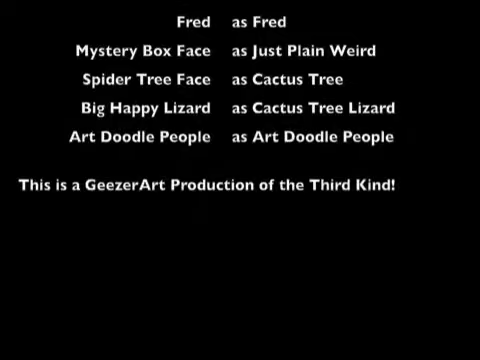 Fred as Fred
Mystery Box Face as Just Plain Weird
Spider Tree Face as Cactus Tree
Big Happy Lizard as Cactus Tree Lizard
Art Doodle People as Art Doodle People
This is a GeezerArt Production of the Third Kind!